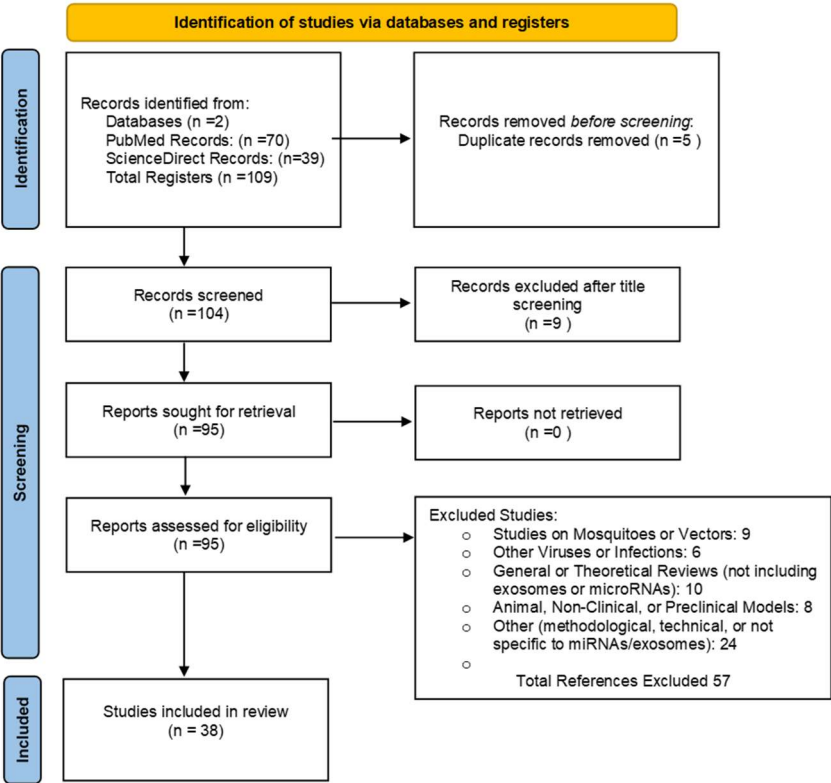 Identification of studies via databases and registers
Identification
Records identified from:
Databases (n =2)
PubMed Records: (n =70)
ScienceDirect Records: (n=39)
Total Registers (n =109)
Records removed before screening:
Duplicate records removed (n =5 )
Screening
Records screened
(n =104)
Records excluded after title
screening
(n =9 )
Reports sought for retrieval
(n =95)
Reports not retrieved
(n =0 )
Reports assessed for eligibility
(n =95)
Excluded Studies:
o Studies on Mosquitoes or Vectors: 9
o Other Viruses or Infections: 6
o General or Theoretical Reviews (not including
exosomes or microRNAs): 10
o Animal, Non-Clinical, or Preclinical Models: 8
o Other (methodological, technical, or not
specific to miRNAs/exosomes): 24
o
Total References Excluded 57
Included
Studies included in review
(n = 38)